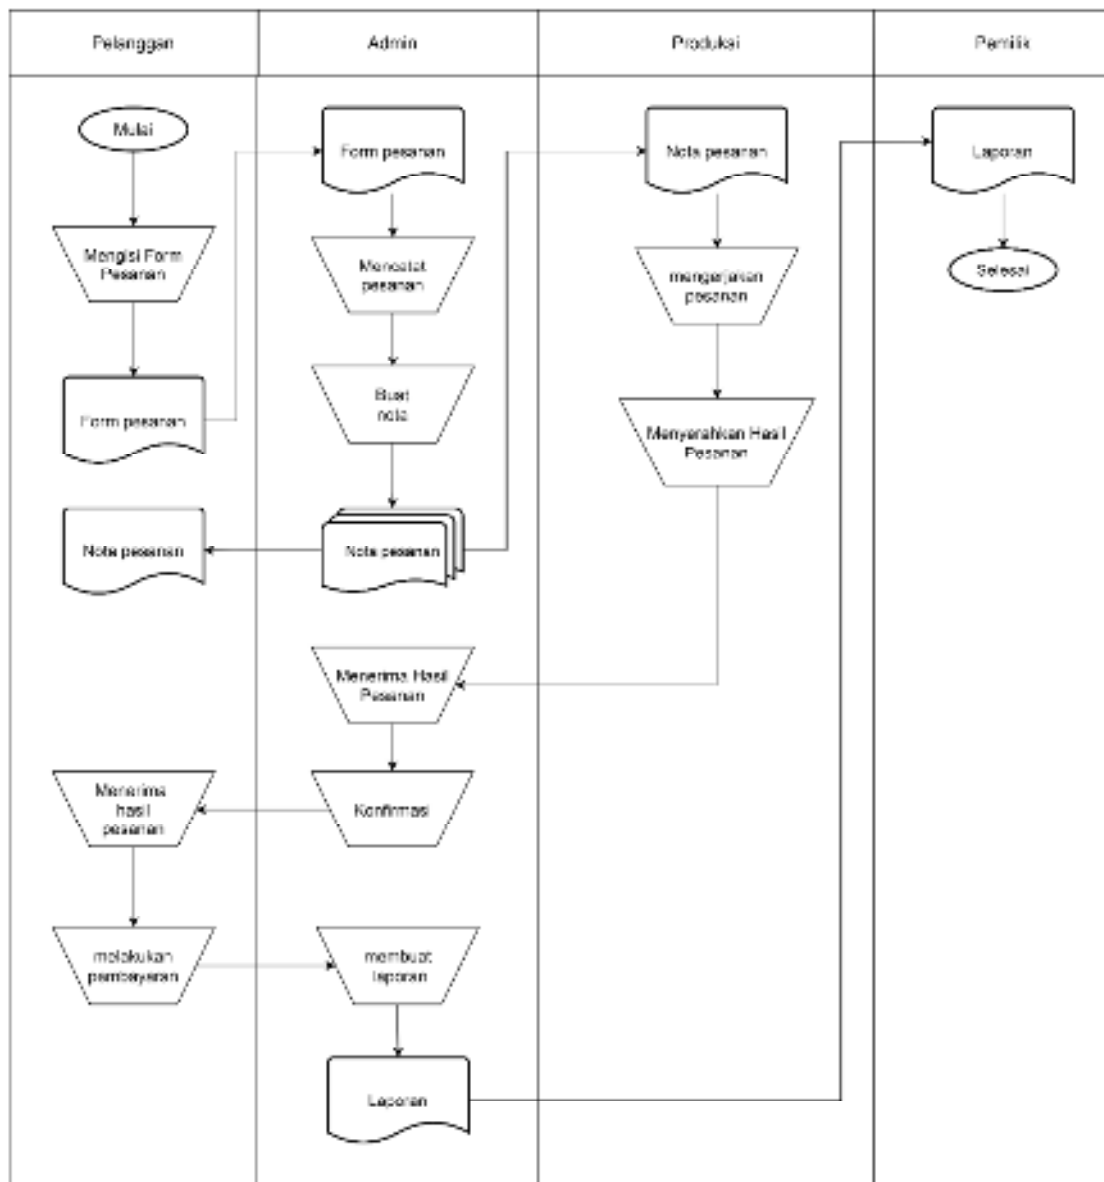 Pelanggan
Admin
Produksi
Pemilik
Mulai
Form pesanan
Nota pesanan
Laporan
Mengisi Form
Pesanan
Mencatat
pesanan
mengerjakan
pesanan
Selesai
Form pesanan
Buat
nota
Menyerahkan Hasil
Pesanan
Nota pesanan
Nota pesanan
Menerima Hasil
Pesanan
Menerima
hasil
pesanan
Konfirmasi
melakukan
pembayaran
membuat
laporan
Laporan